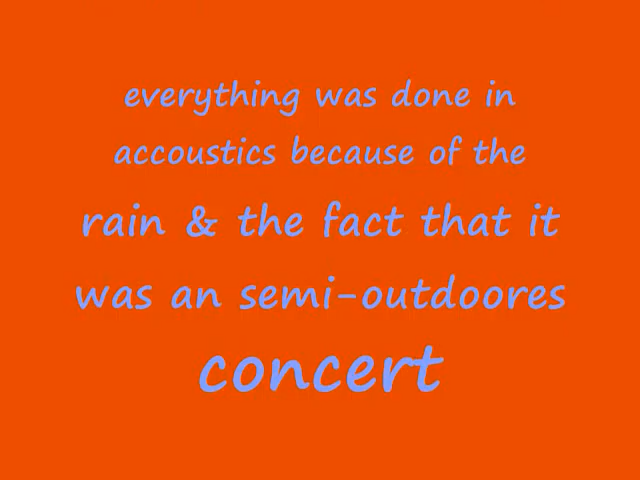 everything was done in
accoustics because of the
rain & the fact that it
was an semi-outdoores
concert